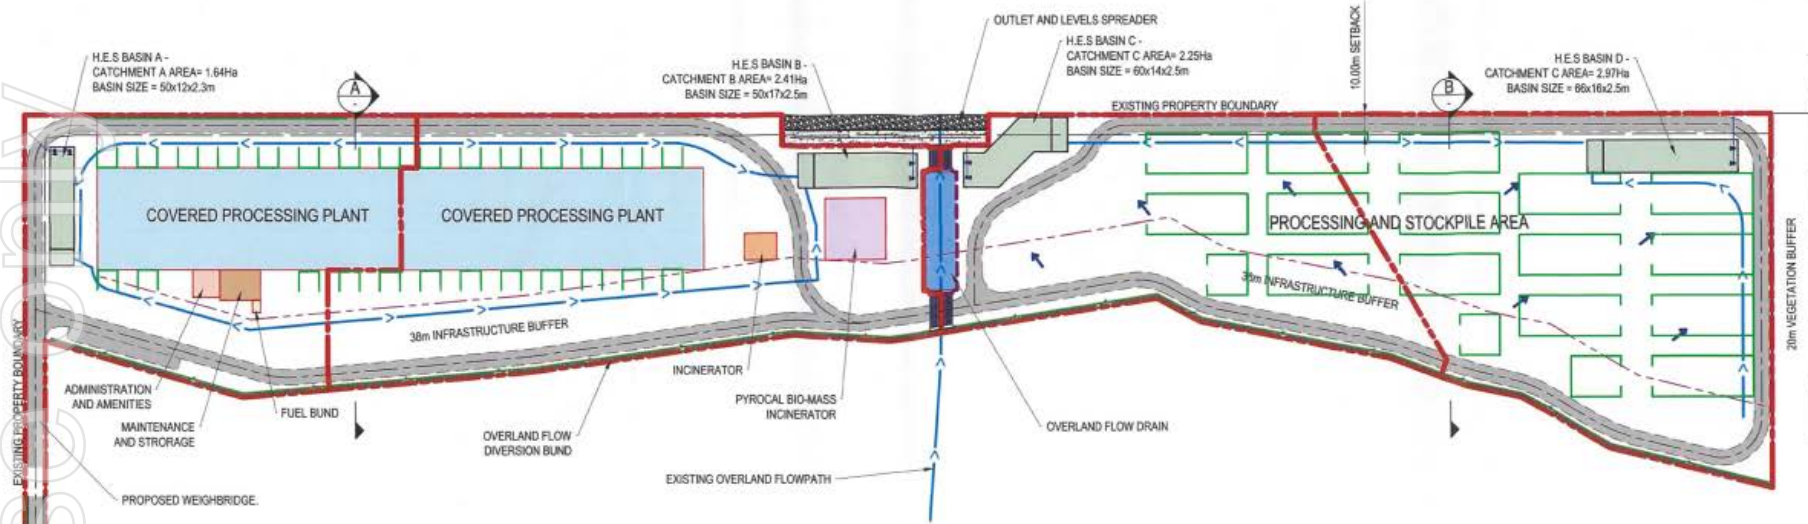 OUTLET AND LEVELS SPREADER
H.E.S BASIN A -
CATCHMENT A AREA= 1.64Ha
BASIN SIZE = 50x12x2.3m
H.E.S BASIN B -
CATCHMENT B AREA= 2.41Ha
BASIN SIZE = 50x17x2.5m
H.E.S BASIN C -
CATCHMENT C AREA= 2.25Ha
BASIN SIZE = 60x14x2.5m
10.00m SETBACK
H.E.S BASIN D -
CATCHMENT C AREA= 2.97Ha
BASIN SIZE = 66x16x2.5m
A
-
B
-
EXISTING PROPERTY BOUNDARY
COVERED PROCESSING PLANT
COVERED PROCESSING PLANT
PROCESSING AND STOCKPILE AREA
38m INFRASTRUCTURE BUFFER
38m INFRASTRUCTURE BUFFER
20m VEGETATION BUFFER
EXISTING PROPERTY BOUNDARY
ADMINISTRATION
AND AMENITIES
MAINTENANCE
AND STRORAGE
FUEL BUND
INCINERATOR
PYROCAL BIO-MASS
INCINERATOR
OVERLAND FLOW
DIVERSION BUND
OVERLAND FLOW DRAIN
EXISTING OVERLAND FLOWPATH
PROPOSED WEIGHBRIDGE.
se only